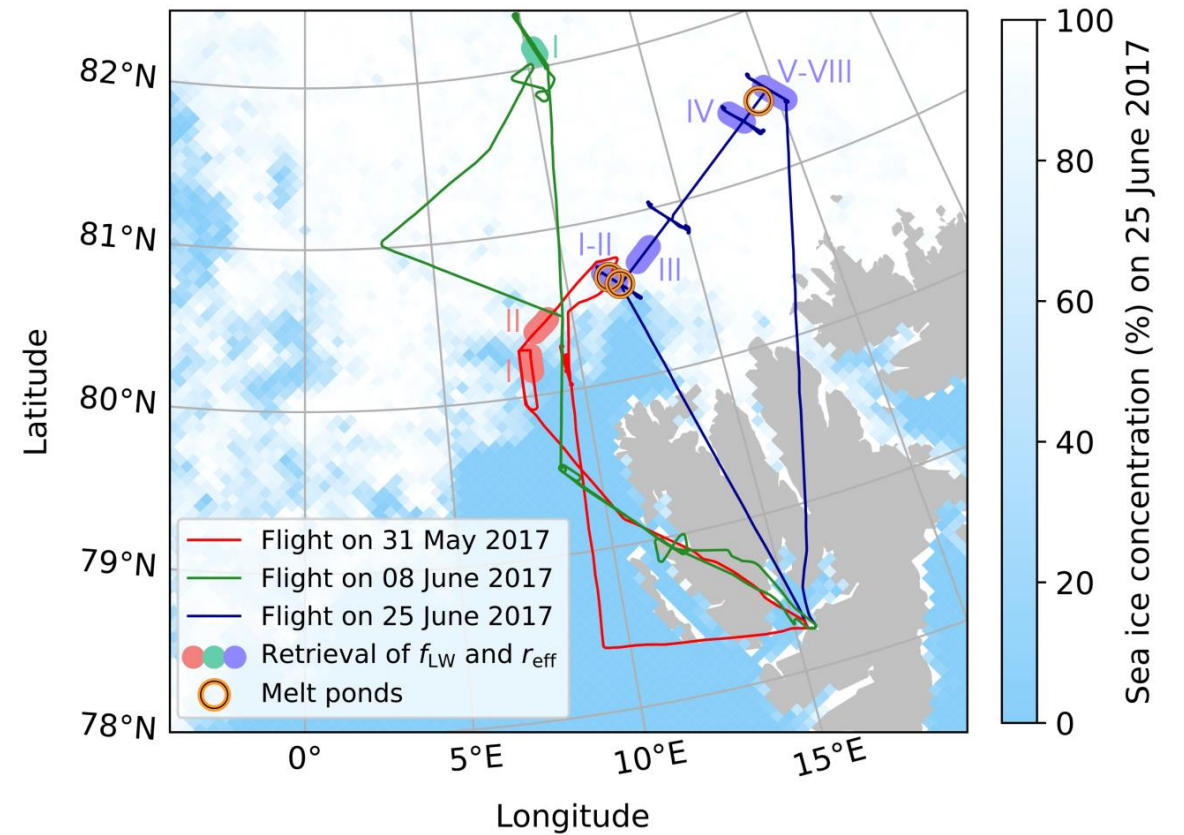 82°N
81°N
80°N
79°N
78°N
Latitude
0°
5°E
10°E
15°E
Longitude
I
V-VIII
IV
I-II
III
II
I
Flight on 31 May 2017
Flight on 08 June 2017
Flight on 25 June 2017
Retrieval of fLW and reff
Melt ponds
100
80
60
40
20
0
Sea ice concentration (%) on 25 June 2017